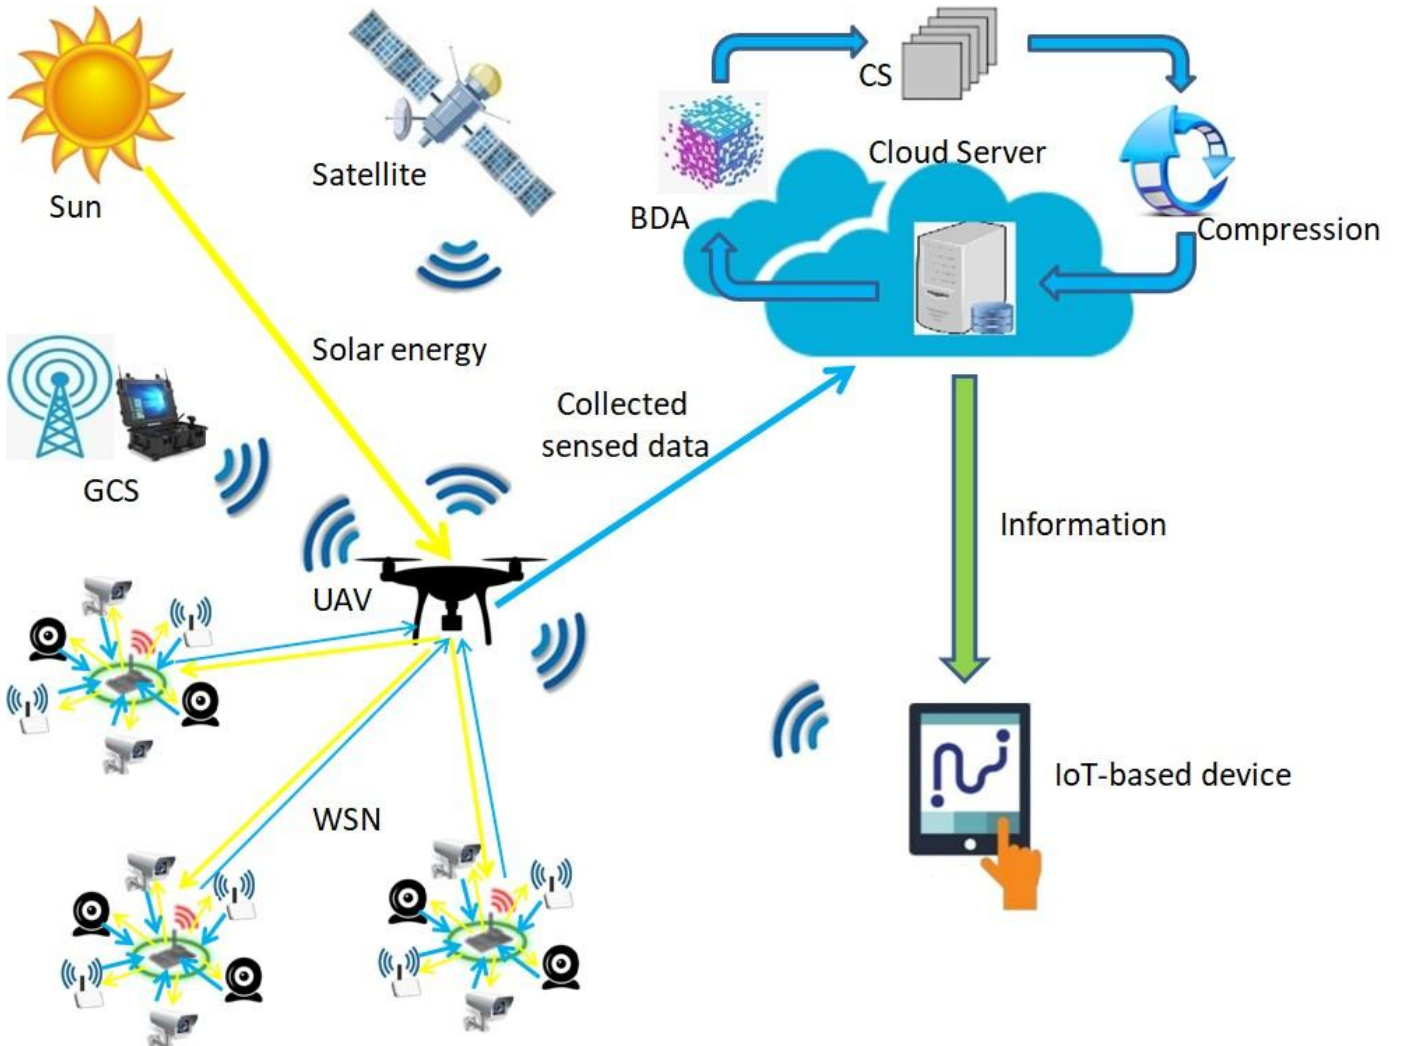 CS
Cloud Server
Satellite
Sun
BDA
Compression
Solar energy
Collected
sensed data
GCS
Information
UAV
IoT-based device
WSN